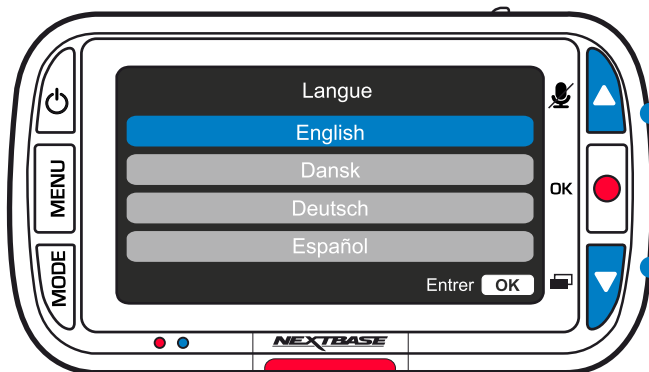 Langue
English
Dansk
Deutsch
Español
Entrer OK
MENU
MODE
OK
NEXTBASE